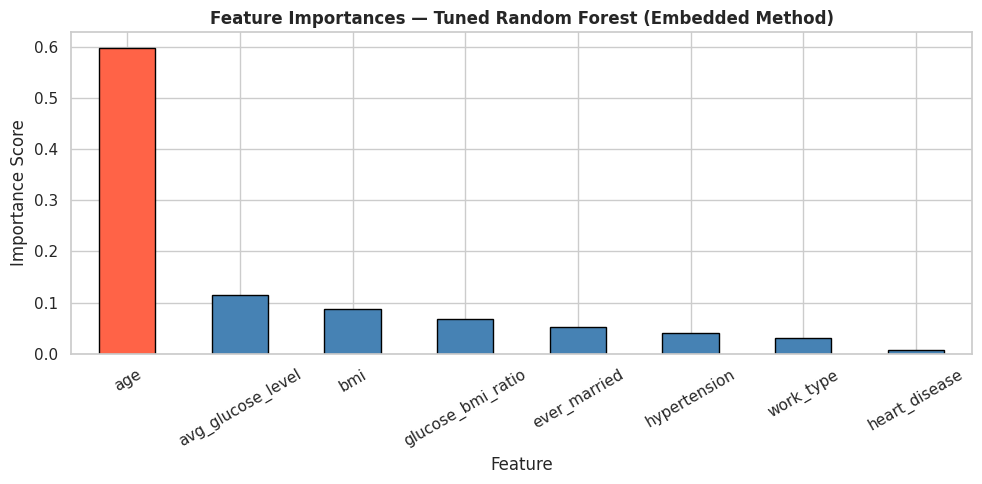 Feature Importances — Tuned Random Forest (Embedded Method)
Importance Score
0.6
0.5
0.4
0.3
0.2
0.1
0.0
age
avg_glucose_level
bmi
glucose_bmi_ratio
ever_married
hypertension
work_type
heart_disease
Feature